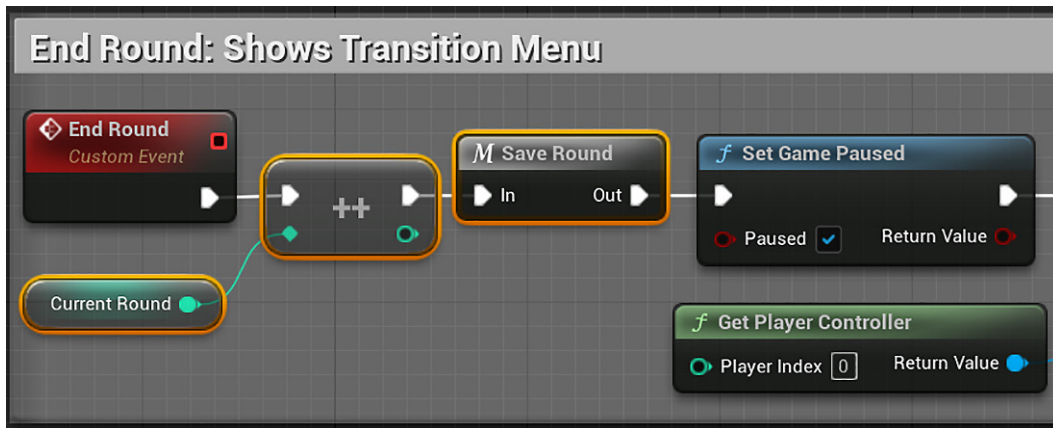 End Round: Shows Transition Menu
End Round
Custom Event
++
Current Round
M Save Round
In Out
f Set Game Paused
Paused Return Value
f Get Player Controller
Player Index 0 Return Value